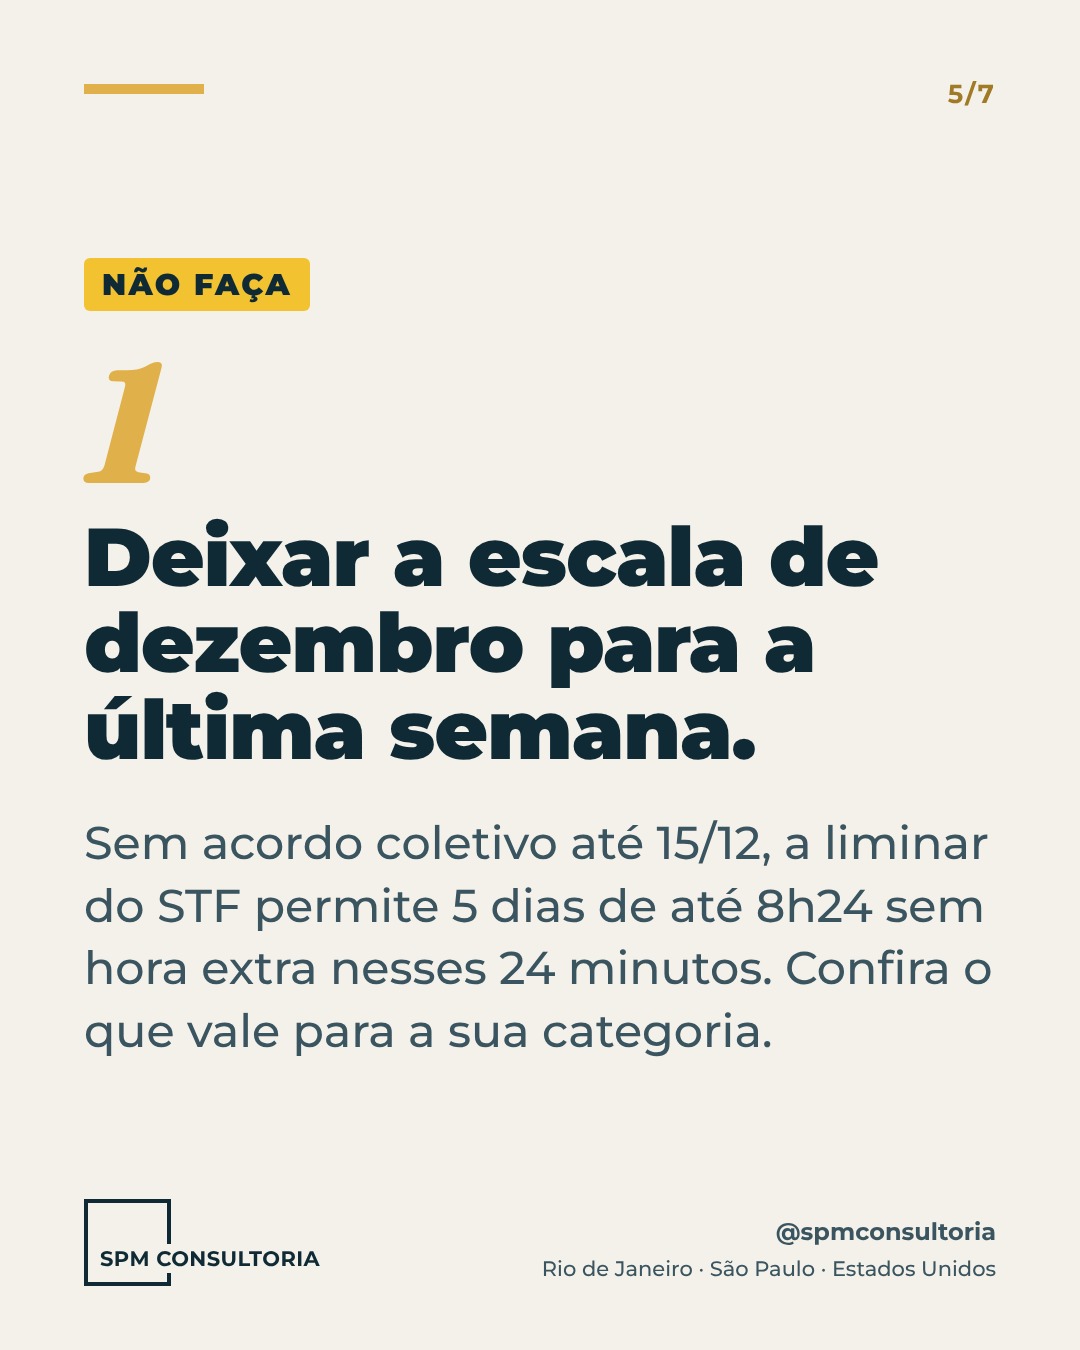 5/7
NÃO FAÇA
1
Deixar a escala de
dezembro para a
última semana.
Sem acordo coletivo até 15/12, a liminar
do STF permite 5 dias de até 8h24 sem
hora extra nesses 24 minutos. Confira o
que vale para a sua categoria.
SPM CONSULTORIA
@spmconsultoria
Rio de Janeiro · São Paulo · Estados Unidos